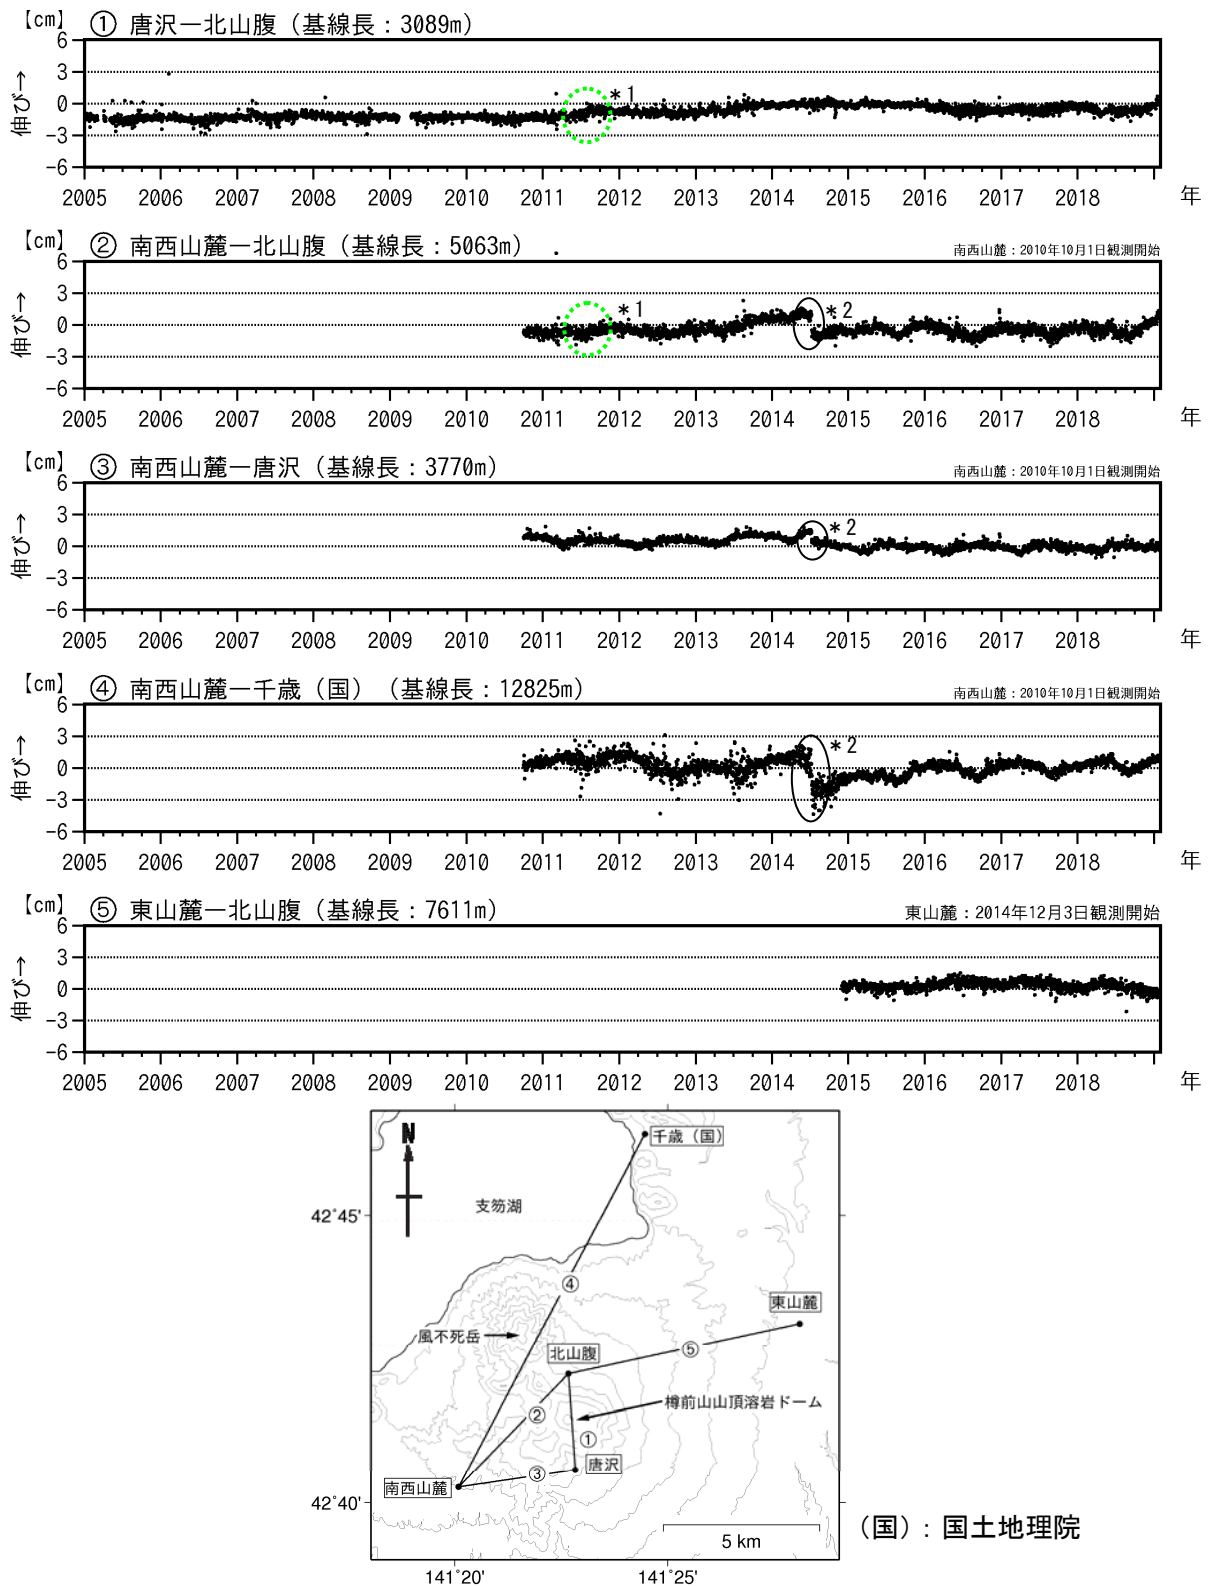 【cm】 ① 唐沢－北山腹（基線長：3089m）
6
3
0
-3
-6
伸び→
＊1
2005 2006 2007 2008 2009 2010 2011 2012 2013 2014 2015 2016 2017 2018 年
【cm】 ② 南西山麓－北山腹（基線長：5063m） 南西山麓：2010年10月1日観測開始
6
3
0
-3
-6
伸び→
＊1 ＊2
2005 2006 2007 2008 2009 2010 2011 2012 2013 2014 2015 2016 2017 2018 年
【cm】 ③ 南西山麓－唐沢（基線長：3770m） 南西山麓：2010年10月1日観測開始
6
3
0
-3
-6
伸び→
＊2
2005 2006 2007 2008 2009 2010 2011 2012 2013 2014 2015 2016 2017 2018 年
【cm】 ④ 南西山麓－千歳（国）（基線長：12825m） 南西山麓：2010年10月1日観測開始
6
3
0
-3
-6
伸び→
＊2
2005 2006 2007 2008 2009 2010 2011 2012 2013 2014 2015 2016 2017 2018 年
【cm】 ⑤ 東山麓－北山腹（基線長：7611m） 東山麓：2014年12月3日観測開始
6
3
0
-3
-6
伸び→
2005 2006 2007 2008 2009 2010 2011 2012 2013 2014 2015 2016 2017 2018 年
N
千歳（国）
支笏湖
42°45'
④
東山麓
風不死岳
北山腹
⑤
樽前山山頂溶岩ドーム
②
①
唐沢
③
南西山麓
42°40'
5 km
（国）：国土地理院
141°20' 141°25'